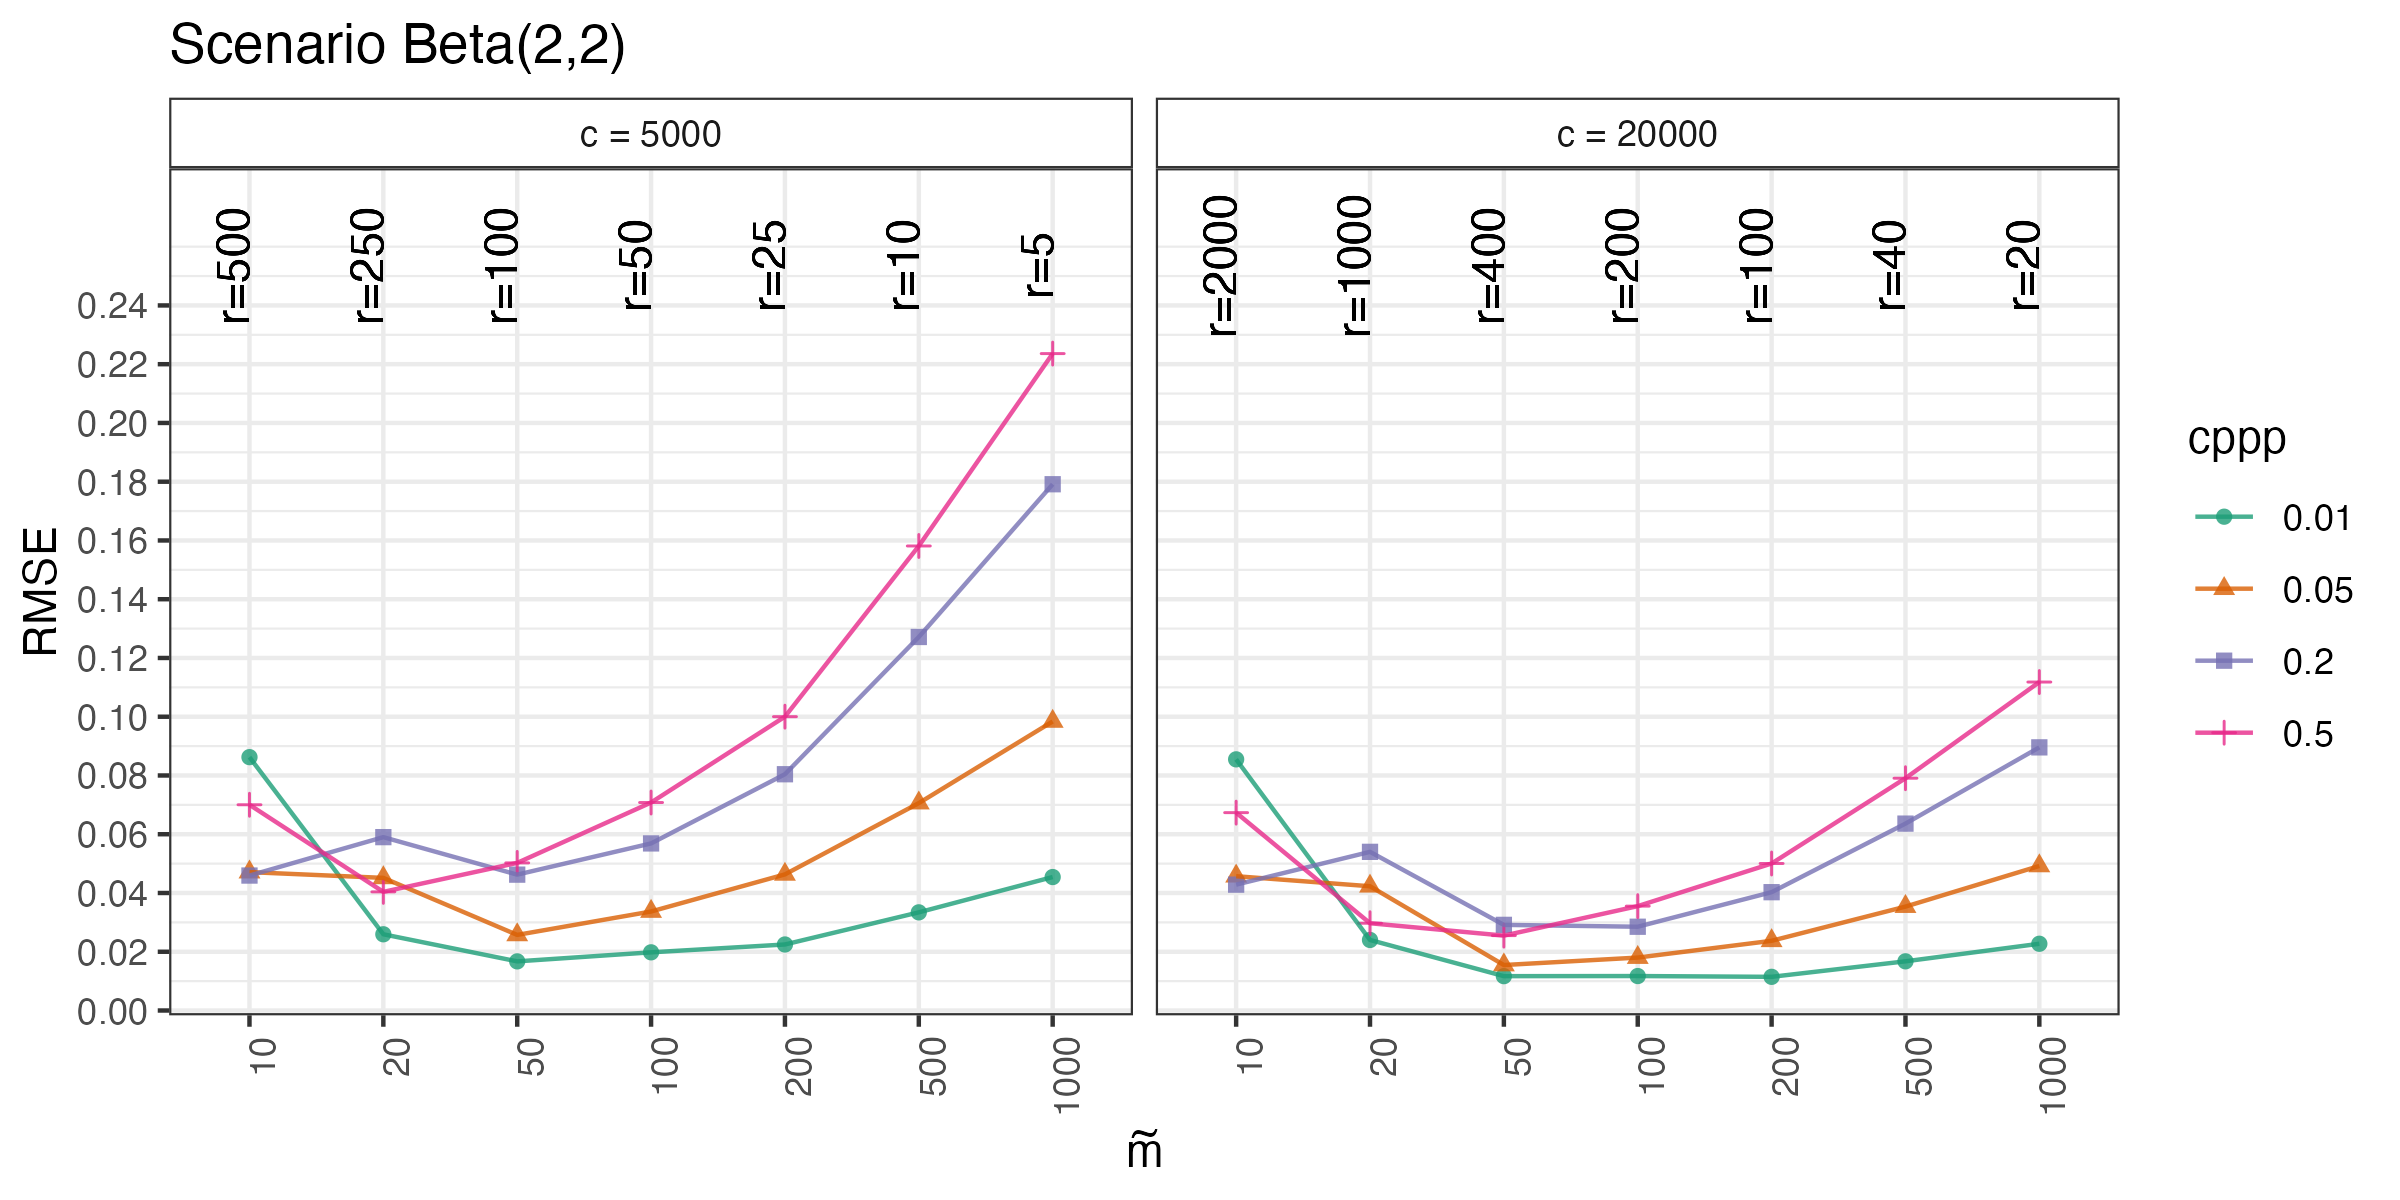 Scenario Beta(2,2)
c = 5000
c = 20000
r=500
r=250
r=100
r=50
r=25
r=10
r=5
r=2000
r=1000
r=400
r=200
r=100
r=40
r=20
RMSE
0.24
0.22
0.20
0.18
0.16
0.14
0.12
0.10
0.08
0.06
0.04
0.02
0.00
10
20
50
100
200
500
1000
10
20
50
100
200
500
1000
m̃
cppp
0.01
0.05
0.2
0.5